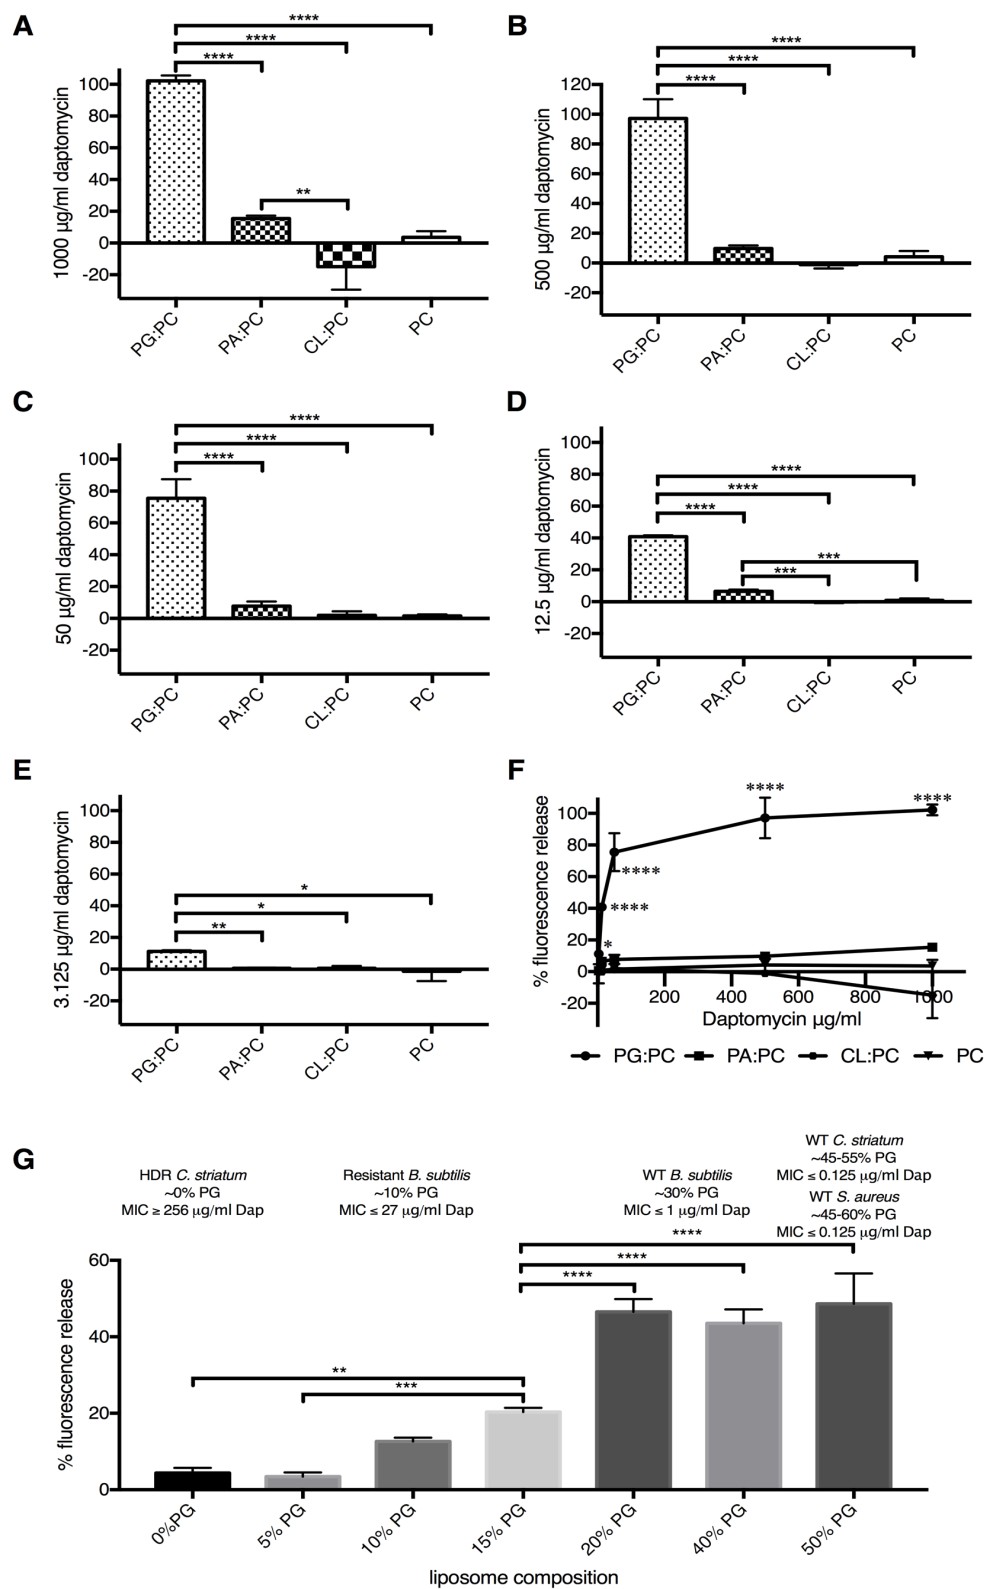 A
****
****
****
**
1000 µg/ml daptomycin
100
80
60
40
20
0
-20
PG:PC
PA:PC
CL:PC
PC
B
****
****
****
500 µg/ml daptomycin
120
100
80
60
40
20
0
-20
PG:PC
PA:PC
CL:PC
PC
C
****
****
****
50 µg/ml daptomycin
100
80
60
40
20
0
-20
PG:PC
PA:PC
CL:PC
PC
D
****
****
****
***
***
12.5 µg/ml daptomycin
100
80
60
40
20
0
-20
PG:PC
PA:PC
CL:PC
PC
E
*
*
**
3.125 µg/ml daptomycin
100
80
60
40
20
0
-20
PG:PC
PA:PC
CL:PC
PC
F
****
****
****
****
*
% fluorescence release
100
80
60
40
20
0
-20
200
400
600
800
1000
Daptomycin µg/ml
PG:PC
PA:PC
CL:PC
PC
G
HDR C. striatum
~0% PG
MIC ≥ 256 µg/ml Dap
Resistant B. subtilis
~10% PG
MIC ≤ 27 µg/ml Dap
WT B. subtilis
~30% PG
MIC ≤ 1 µg/ml Dap
WT C. striatum
~45-55% PG
MIC ≤ 0.125 µg/ml Dap
WT S. aureus
~45-60% PG
MIC ≤ 0.125 µg/ml Dap
****
****
****
**
***
% fluorescence release
60
40
20
0
0%PG
5% PG
10% PG
15% PG
20% PG
40% PG
50% PG
liposome composition